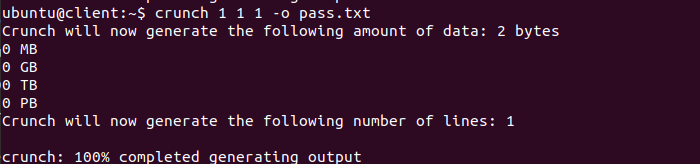 ubuntu@client:~$ crunch 1 1 1 -o pass.txt
Crunch will now generate the following amount of data: 2 bytes
0 MB
0 GB
0 TB
0 PB
Crunch will now generate the following number of lines: 1
crunch: 100% completed generating output